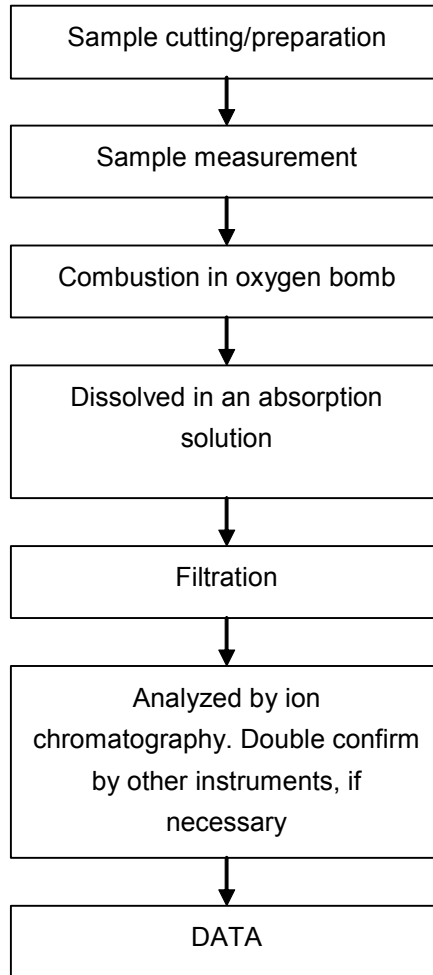 Sample cutting/preparation
Sample measurement
Combustion in oxygen bomb
Dissolved in an absorption
solution
Filtration
Analyzed by ion
chromatography. Double confirm
by other instruments, if
necessary
DATA